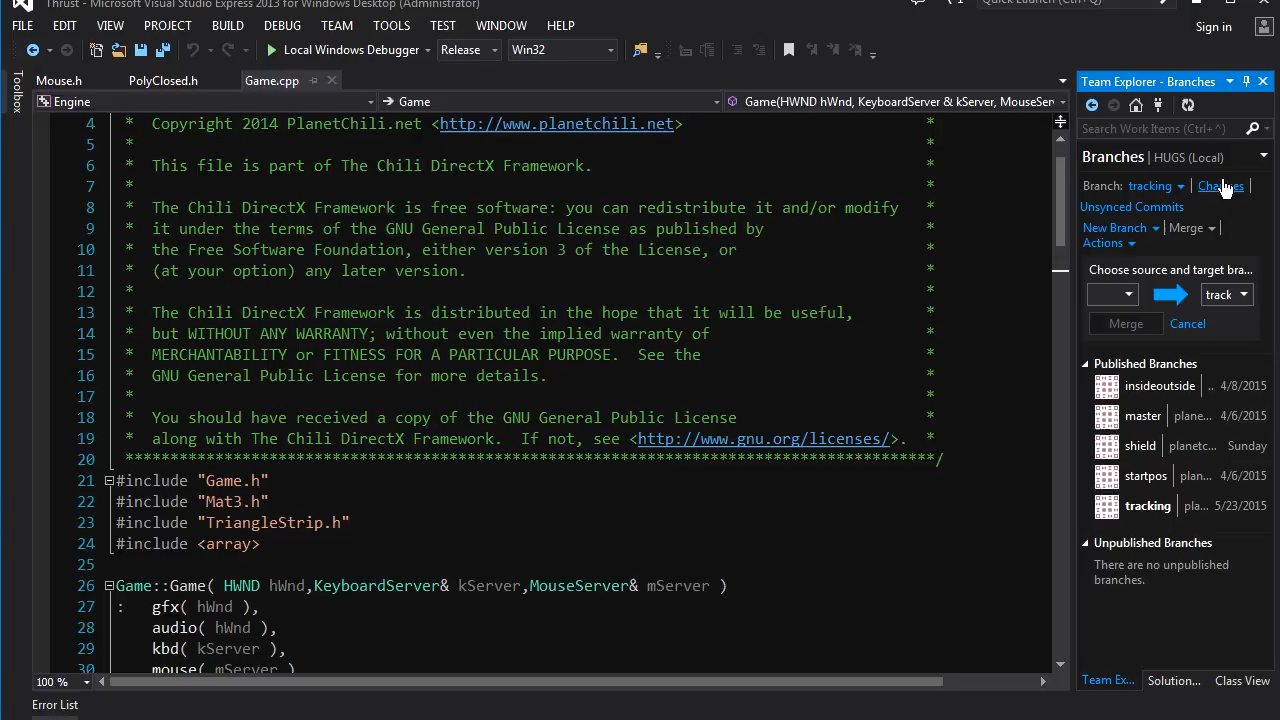 Thrust - Microsoft Visual Studio Express 2013 for Windows Desktop (Administrator)
Quick Launch (Ctrl+Q)
FILE EDIT VIEW PROJECT BUILD DEBUG TEAM TOOLS TEST WINDOW HELP
Sign in
Local Windows Debugger Release Win32
Toolbox
Mouse.h PolyClosed.h Game.cpp
Engine Game Game(HWND hWnd, KeyboardServer & kServer, MouseSer
4 * Copyright 2014 PlanetChili.net <http://www.planetchili.net> *
5 * *
6 * This file is part of The Chili DirectX Framework. *
7 * *
8 * The Chili DirectX Framework is free software: you can redistribute it and/or modify *
9 * it under the terms of the GNU General Public License as published by *
10 * the Free Software Foundation, either version 3 of the License, or *
11 * (at your option) any later version. *
12 * *
13 * The Chili DirectX Framework is distributed in the hope that it will be useful, *
14 * but WITHOUT ANY WARRANTY; without even the implied warranty of *
15 * MERCHANTABILITY or FITNESS FOR A PARTICULAR PURPOSE. See the *
16 * GNU General Public License for more details. *
17 * *
18 * You should have received a copy of the GNU General Public License *
19 * along with The Chili DirectX Framework. If not, see <http://www.gnu.org/licenses/>. *
20 ******************************************************************************************/
21 #include "Game.h"
22 #include "Mat3.h"
23 #include "TriangleStrip.h"
24 #include <array>
25
26 Game::Game( HWND hWnd,KeyboardServer& kServer,MouseServer& mServer )
27 : gfx( hWnd ),
28 audio( hWnd ),
29 kbd( kServer ),
30 mouse( mServer )
100 %
Error List
Team Explorer - Branches
Search Work Items (Ctrl+^)
Branches | HUGS (Local)
Branch: tracking | Changes |
Unsynced Commits
New Branch | Merge |
Actions
Choose source and target bra...
track
Merge Cancel
Published Branches
insideoutside | .. 4/8/2015
master | plane... 4/6/2015
shield | planetc... Sunday
startpos | plan... 4/6/2015
tracking | pla... 5/23/2015
Unpublished Branches
There are no unpublished
branches.
Team Ex... Solution... Class View